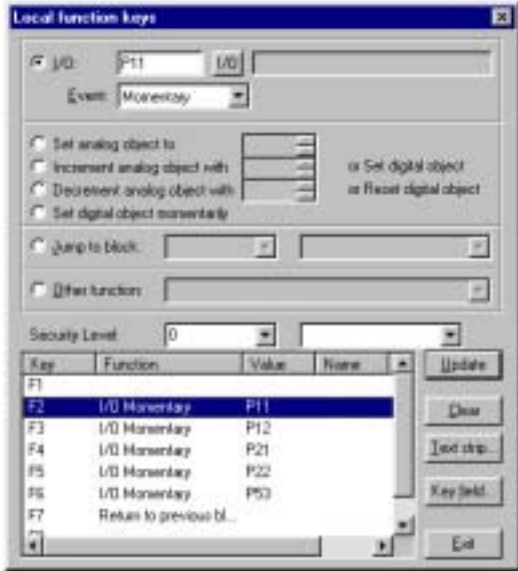 Local function keys
I/O: P11 I/O
Event: Momentary
Set analog object to
Increment analog object with or Set digital object
Decrement analog object with or Reset digital object
Set digital object momentarily
Jump to block:
Other function:
Security Level: 0
Key Function Value Name Update
F1
F2 I/O Momentary P11 Clear
F3 I/O Momentary P12
F4 I/O Momentary P21 Text strip...
F5 I/O Momentary P22
F6 I/O Momentary P53 Key field...
F7 Return to previous bl...
Exit